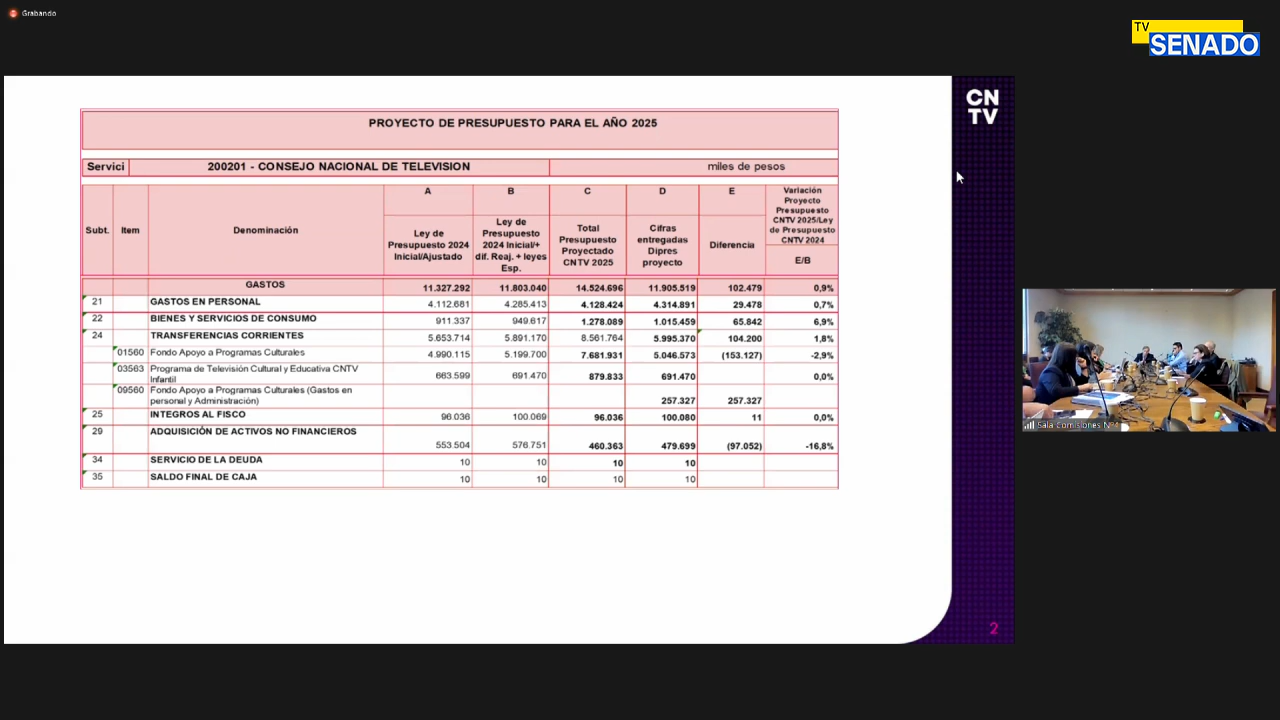 Grabando
TV
SENADO
CN
TV
PROYECTO DE PRESUPUESTO PARA EL AÑO 2025
Servici 200201 - CONSEJO NACIONAL DE TELEVISION miles de pesos
Subt. Item Denominación
A
Ley de
Presupuesto 2024
Inicial/Ajustado
B
Ley de
Presupuesto
2024 Inicial/+
dif. Reaj. + leyes
Esp.
C
Total
Presupuesto
Proyectado
CNTV 2025
D
Cifras
entregadas
Dipres
proyecto
E
Diferencia
Variación
Proyecto
Presupuesto
CNTV 2025/Ley
de Presupuesto
CNTV 2024
E/B
GASTOS 11.327.292 11.803.040 14.524.696 11.905.519 102.479 0,9%
21 GASTOS EN PERSONAL 4.112.681 4.285.413 4.128.424 4.314.891 29.478 0,7%
22 BIENES Y SERVICIOS DE CONSUMO 911.337 949.617 1.278.089 1.015.459 65.842 6,9%
24 TRANSFERENCIAS CORRIENTES 5.653.714 5.891.170 8.561.764 5.995.370 104.200 1,8%
01560 Fondo Apoyo a Programas Culturales 4.990.115 5.199.700 7.681.931 5.046.573 (153.127) -2,9%
03563 Programa de Televisión Cultural y Educativa CNTV
Infantil 663.599 691.470 879.833 691.470 0,0%
09560 Fondo Apoyo a Programas Culturales (Gastos en
personal y Administración) 257.327 257.327
25 INTEGROS AL FISCO 96.036 100.069 96.036 100.080 11 0,0%
29 ADQUISICIÓN DE ACTIVOS NO FINANCIEROS 553.504 576.751 460.363 479.699 (97.052) -16,8%
34 SERVICIO DE LA DEUDA 10 10 10 10
35 SALDO FINAL DE CAJA 10 10 10 10
Sala Comisiones N°
2